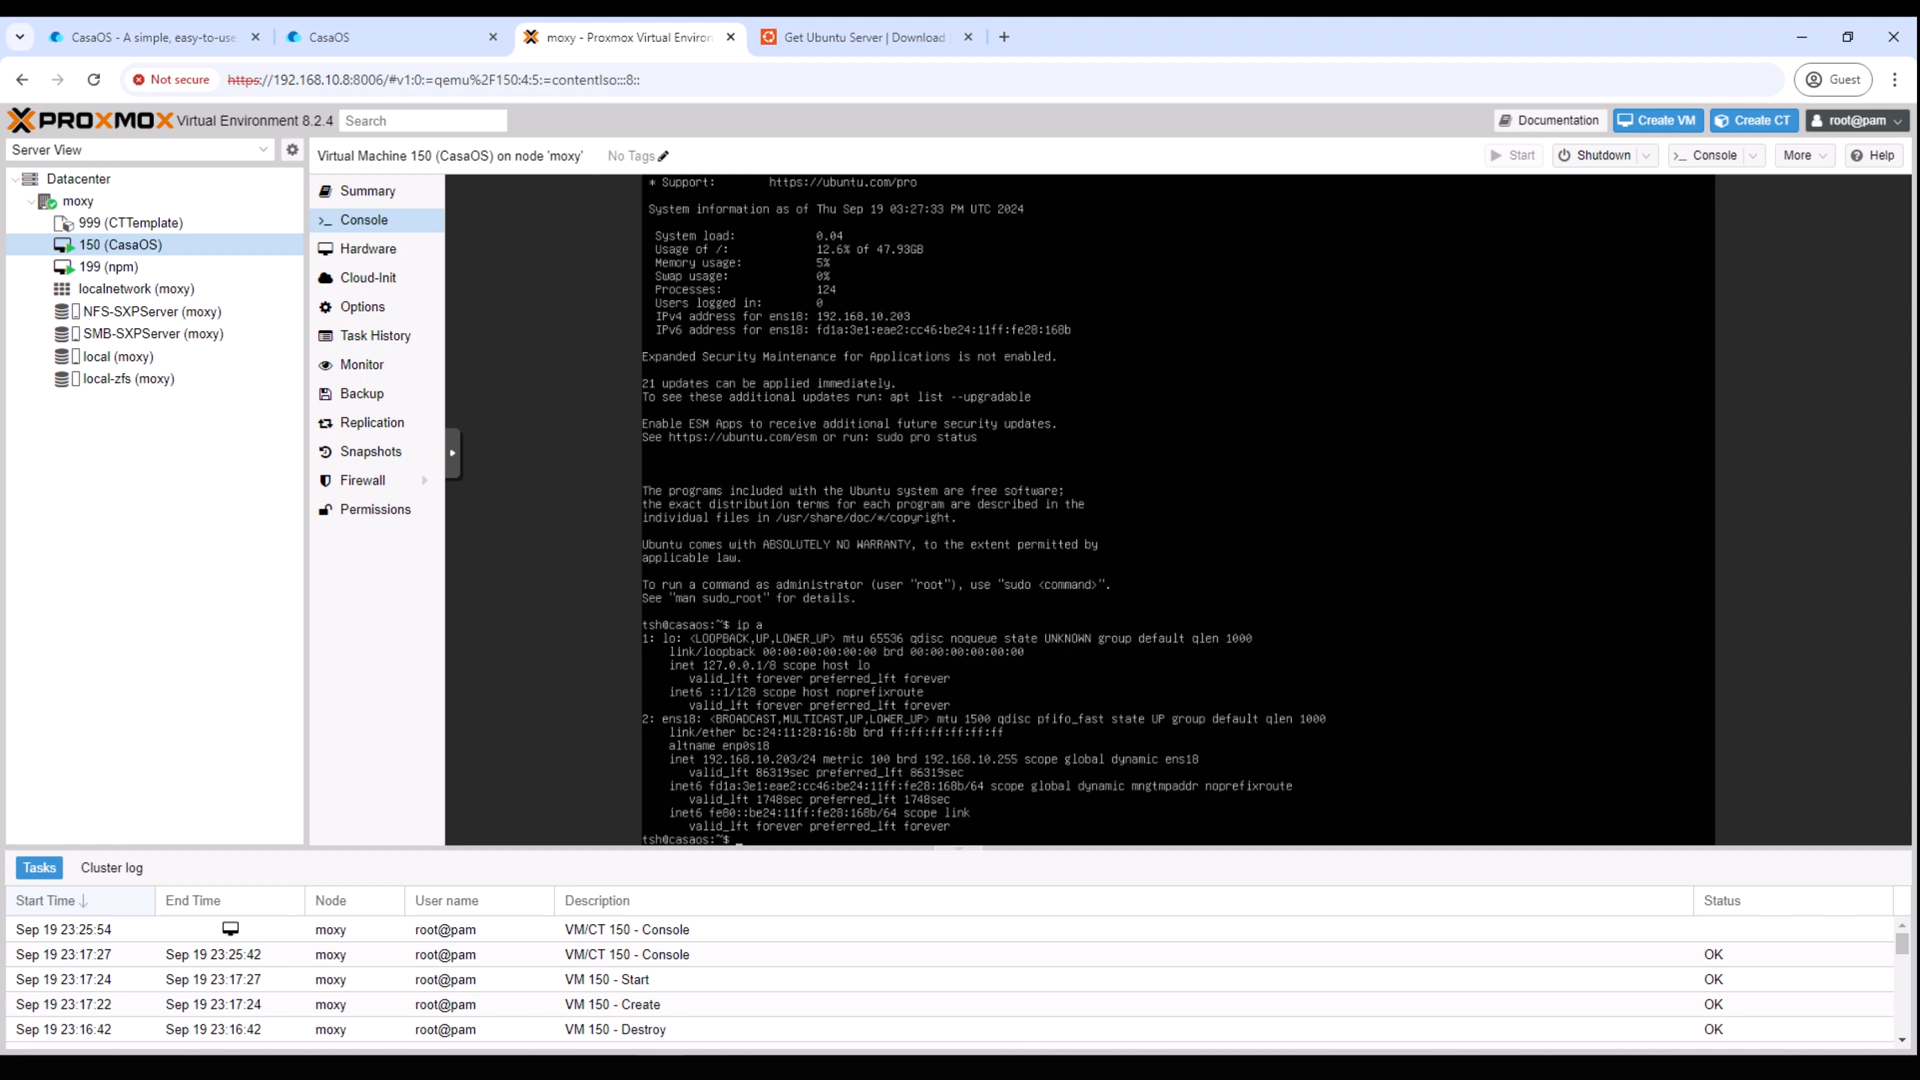 CasaOS - A simple, easy-to-use
CasaOS
moxy - Proxmox Virtual Environ
Get Ubuntu Server | Download
Not secure
https://192.168.10.8:8006/#v1:0:=qemu%2F150:4:5:=contentIso:::8::
Guest
PROXMOX Virtual Environment 8.2.4
Search
Documentation
Create VM
Create CT
root@pam
Server View
Virtual Machine 150 (CasaOS) on node 'moxy'
No Tags
Start
Shutdown
Console
More
Help
Datacenter
moxy
999 (CTTemplate)
150 (CasaOS)
199 (npm)
localnetwork (moxy)
NFS-SXPServer (moxy)
SMB-SXPServer (moxy)
local (moxy)
local-zfs (moxy)
Summary
Console
Hardware
Cloud-Init
Options
Task History
Monitor
Backup
Replication
Snapshots
Firewall
Permissions
* Support:        https://ubuntu.com/pro
System information as of Thu Sep 19 03:27:33 PM UTC 2024
System load:             0.04
Usage of /:              12.6% of 47.93GB
Memory usage:            5%
Swap usage:              0%
Processes:               124
Users logged in:         0
IPv4 address for ens18: 192.168.10.203
IPv6 address for ens18: fd1a:3e1:eae2:cc46:be24:11ff:fe28:168b
Expanded Security Maintenance for Applications is not enabled.
21 updates can be applied immediately.
To see these additional updates run: apt list --upgradable
Enable ESM Apps to receive additional future security updates.
See https://ubuntu.com/esm or run: sudo pro status
The programs included with the Ubuntu system are free software;
the exact distribution terms for each program are described in the
individual files in /usr/share/doc/*/copyright.
Ubuntu comes with ABSOLUTELY NO WARRANTY, to the extent permitted by
applicable law.
To run a command as administrator (user "root"), use "sudo <command>".
See "man sudo_root" for details.
tsh@casaos:~$ ip a
1: lo: <LOOPBACK,UP,LOWER_UP> mtu 65536 qdisc noqueue state UNKNOWN group default qlen 1000
link/loopback 00:00:00:00:00:00 brd 00:00:00:00:00:00
inet 127.0.0.1/8 scope host lo
valid_lft forever preferred_lft forever
inet6 ::1/128 scope host noprefixroute
valid_lft forever preferred_lft forever
2: ens18: <BROADCAST,MULTICAST,UP,LOWER_UP> mtu 1500 qdisc pfifo_fast state UP group default qlen 1000
link/ether bc:24:11:28:16:8b brd ff:ff:ff:ff:ff:ff
altname enp0s18
inet 192.168.10.203/24 metric 100 brd 192.168.10.255 scope global dynamic ens18
valid_lft 86319sec preferred_lft 86319sec
inet6 fd1a:3e1:eae2:cc46:be24:11ff:fe28:168b/64 scope global dynamic mngtmpaddr noprefixroute
valid_lft 1748sec preferred_lft 1748sec
inet6 fe80::be24:11ff:fe28:168b/64 scope link
valid_lft forever preferred_lft forever
tsh@casaos:~$ _
Tasks
Cluster log
Start Time
End Time
Node
User name
Description
Status
Sep 19 23:25:54 moxy root@pam VM/CT 150 - Console
Sep 19 23:17:27 Sep 19 23:25:42 moxy root@pam VM/CT 150 - Console OK
Sep 19 23:17:24 Sep 19 23:17:27 moxy root@pam VM 150 - Start OK
Sep 19 23:17:22 Sep 19 23:17:24 moxy root@pam VM 150 - Create OK
Sep 19 23:16:42 Sep 19 23:16:42 moxy root@pam VM 150 - Destroy OK